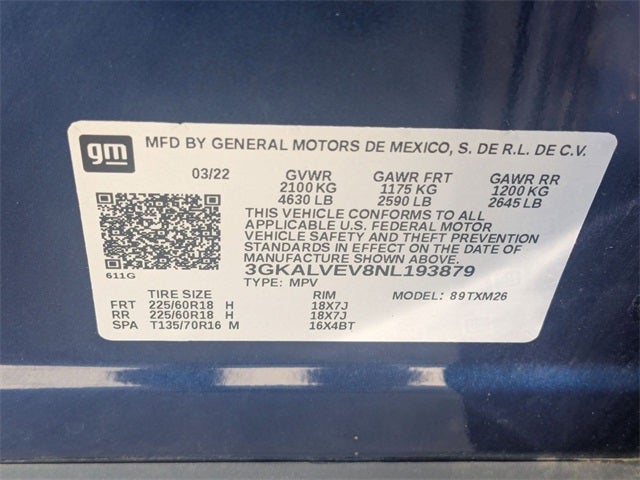 gm MFD BY GENERAL MOTORS DE MEXICO, S. DE R.L. DE C.V.
03/22 GVWR GAWR FRT GAWR RR
2100 KG 1175 KG 1200 KG
4630 LB 2590 LB 2645 LB
THIS VEHICLE CONFORMS TO ALL
APPLICABLE U.S. FEDERAL MOTOR
VEHICLE SAFETY AND THEFT PREVENTION
STANDARDS IN EFFECT ON THE DATE OF
MANUFACTURE SHOWN ABOVE.
3GKALVEV8NL193879
611G
TYPE: MPV
TIRE SIZE RIM MODEL: 89TXM26
FRT 225/60R18 H 18X7J
RR 225/60R18 H 18X7J
SPA T135/70R16 M 16X4BT